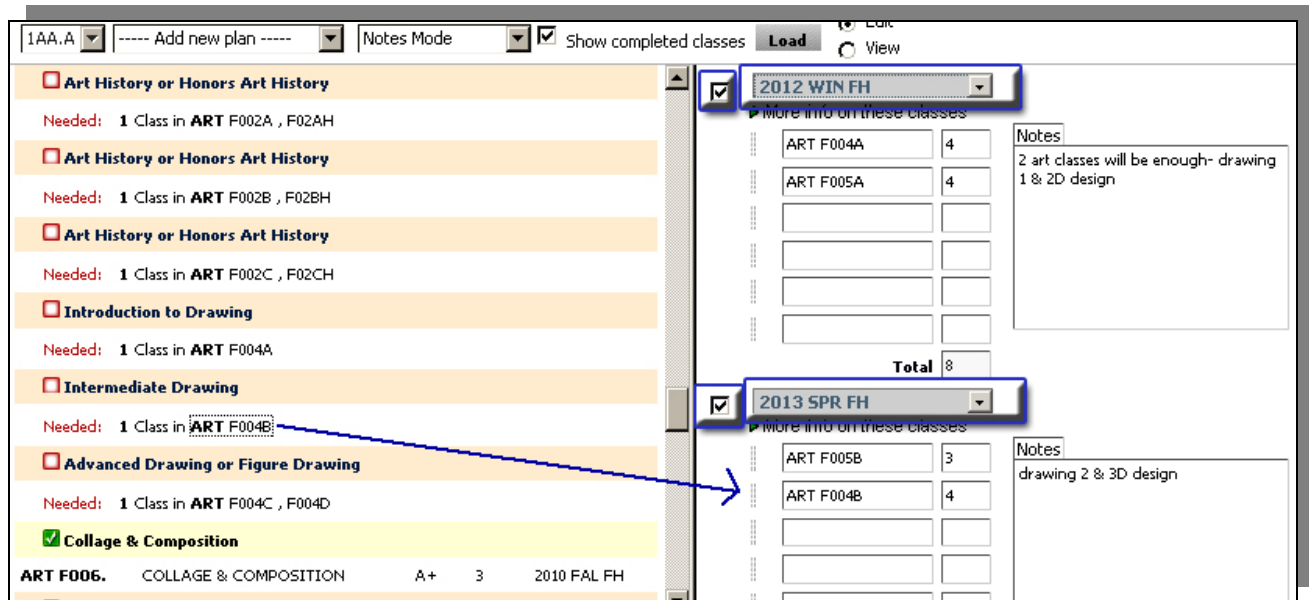 1AA.A ----- Add new plan ----- Notes Mode Show completed classes Load Edit
View
Art History or Honors Art History
Needed: 1 Class in ART F002A , F02AH
Art History or Honors Art History
Needed: 1 Class in ART F002B , F02BH
Art History or Honors Art History
Needed: 1 Class in ART F002C , F02CH
Introduction to Drawing
Needed: 1 Class in ART F004A
Intermediate Drawing
Needed: 1 Class in ART F004B
Advanced Drawing or Figure Drawing
Needed: 1 Class in ART F004C , F004D
Collage & Composition
ART F006. COLLAGE & COMPOSITION A+ 3 2010 FAL FH
2012 WIN FH
More info on these classes
ART F004A 4
ART F005A 4
Total 8
Notes
2 art classes will be enough- drawing
1 & 2D design
2013 SPR FH
More info on these classes
ART F005B 3
ART F004B 4
Notes
drawing 2 & 3D design